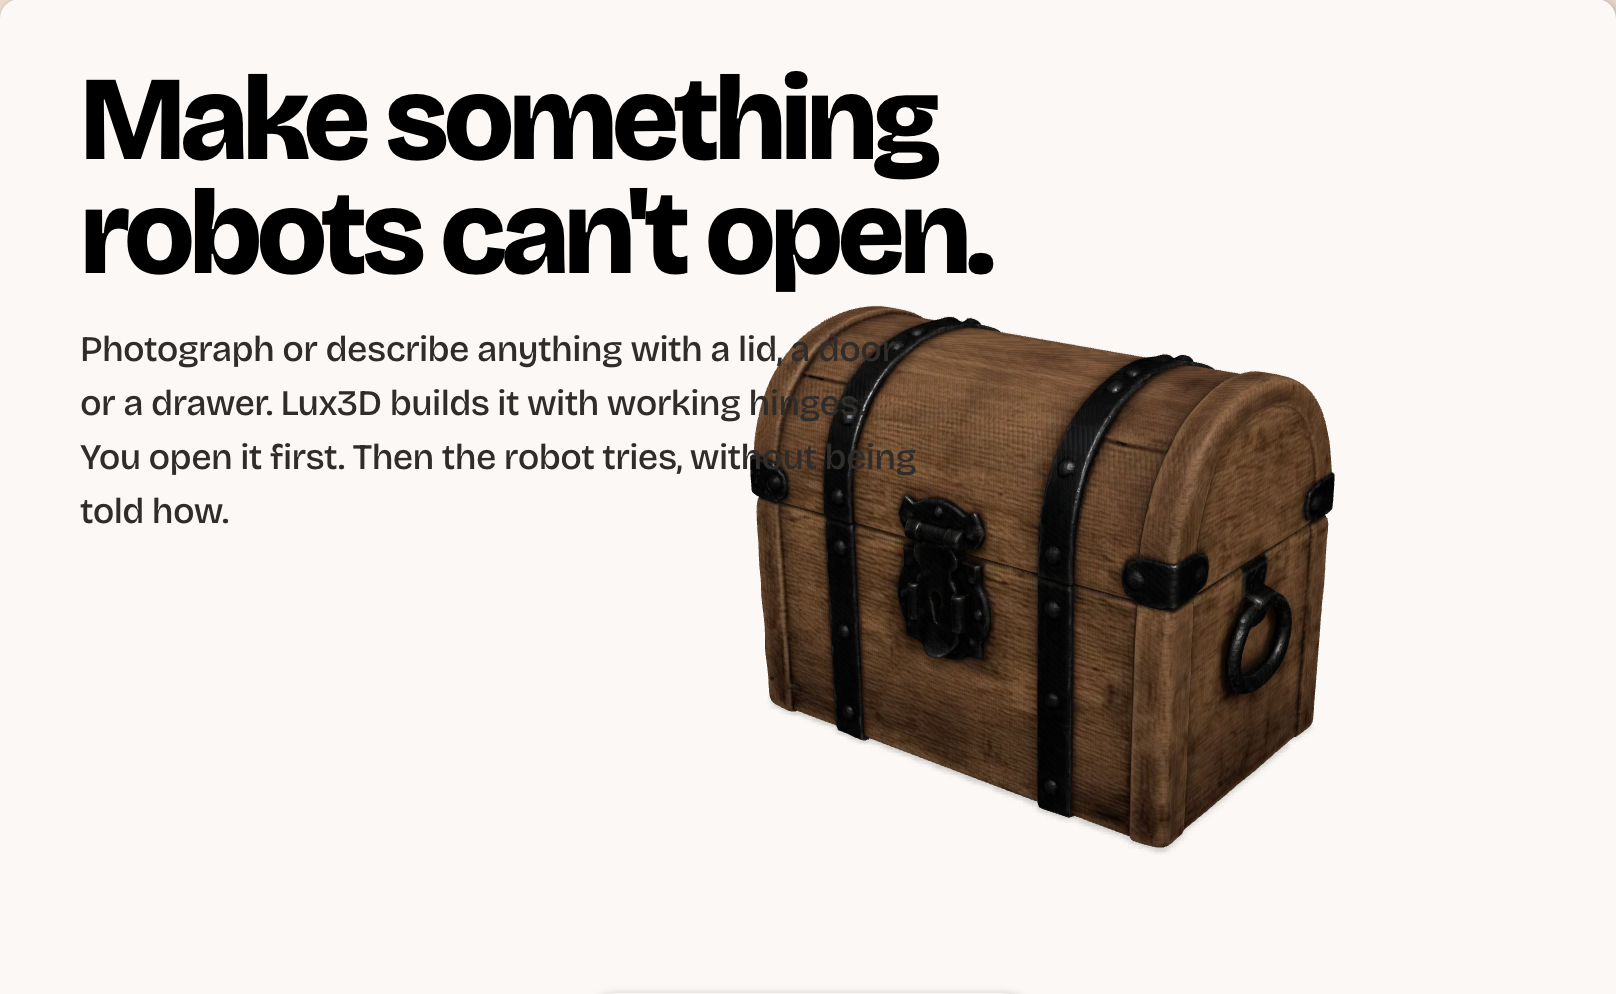 Make something
robots can't open.
Photograph or describe anything with a lid, a door
or a drawer. Lux3D builds it with working hinges.
You open it first. Then the robot tries, without being
told how.